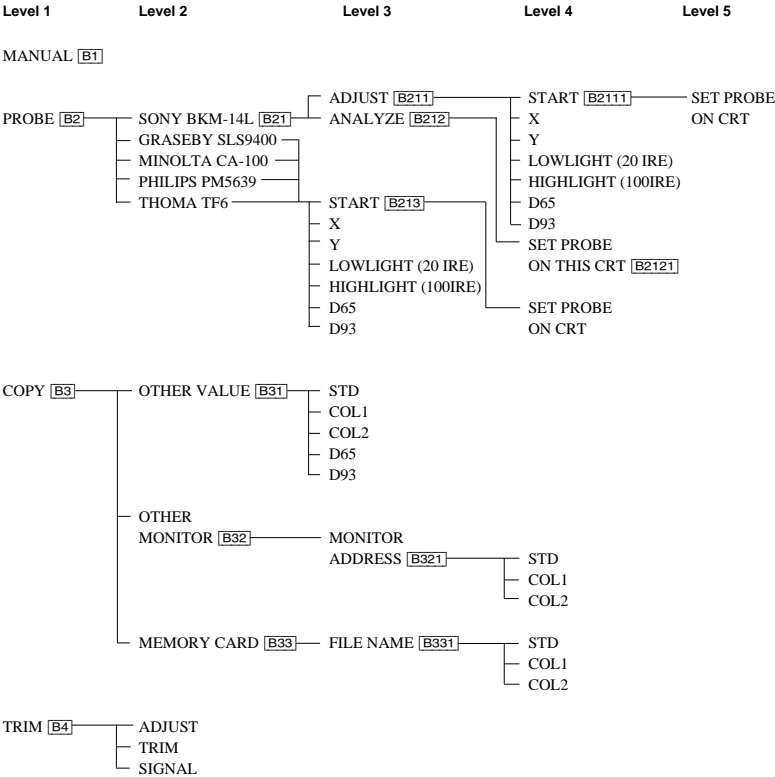 Level 1 Level 2 Level 3 Level 4 Level 5
MANUAL B1
ADJUST B211 START B2111 SET PROBE
PROBE B2 SONY BKM-14L B21 ANALYZE B212 X ON CRT
GRASEBY SLS9400 Y
MINOLTA CA-100 LOWLIGHT (20 IRE)
PHILIPS PM5639 HIGHLIGHT (100IRE)
THOMA TF6 START B213 D65
X D93
Y SET PROBE
LOWLIGHT (20 IRE) ON THIS CRT B2121
HIGHLIGHT (100IRE)
D65 SET PROBE
D93 ON CRT
COPY B3 OTHER VALUE B31 STD
COL1
COL2
D65
D93
OTHER
MONITOR B32 MONITOR
ADDRESS B321 STD
COL1
COL2
MEMORY CARD B33 FILE NAME B331 STD
COL1
COL2
TRIM B4 ADJUST
TRIM
SIGNAL